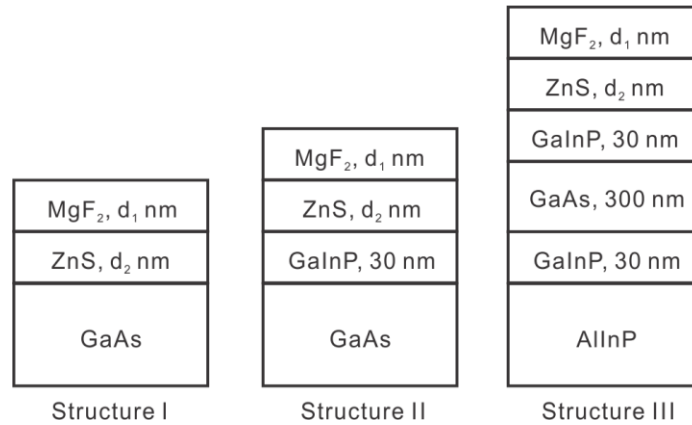 MgF₂, d₁ nm
ZnS, d₂ nm
GaAs
Structure I
MgF₂, d₁ nm
ZnS, d₂ nm
GaInP, 30 nm
GaAs
Structure II
MgF₂, d₁ nm
ZnS, d₂ nm
GaInP, 30 nm
GaAs, 300 nm
GaInP, 30 nm
AlInP
Structure III